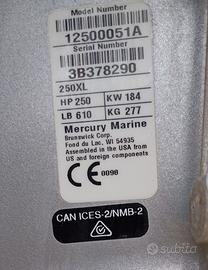 Model Number
12500051A
Serial Number
3B378290
250XL
HP 250 KW 184
LB 610 KG 277
Mercury Marine
Brunswick Corp.
Fond du Lac, WI 54935
Assembled in the USA from
US and foreign components
CE 0098
CAN ICES-2/NMB-2
subito